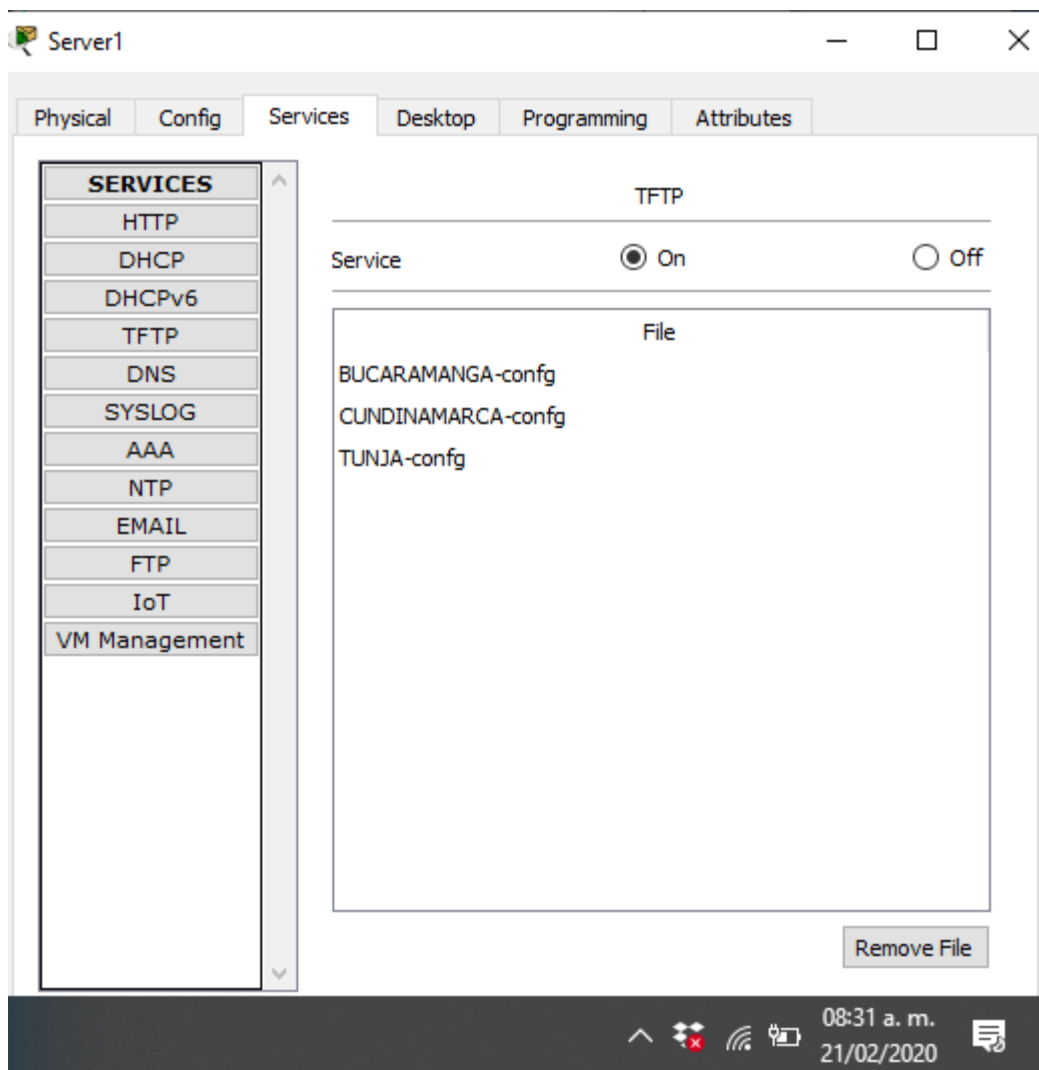 Server1
Physical Config Services Desktop Programming Attributes
SERVICES
HTTP
DHCP
DHCPv6
TFTP
DNS
SYSLOG
AAA
NTP
EMAIL
FTP
IoT
VM Management
TFTP
Service On Off
File
BUCARAMANGA-confg
CUNDINAMARCA-confg
TUNJA-confg
Remove File
08:31 a. m.
21/02/2020